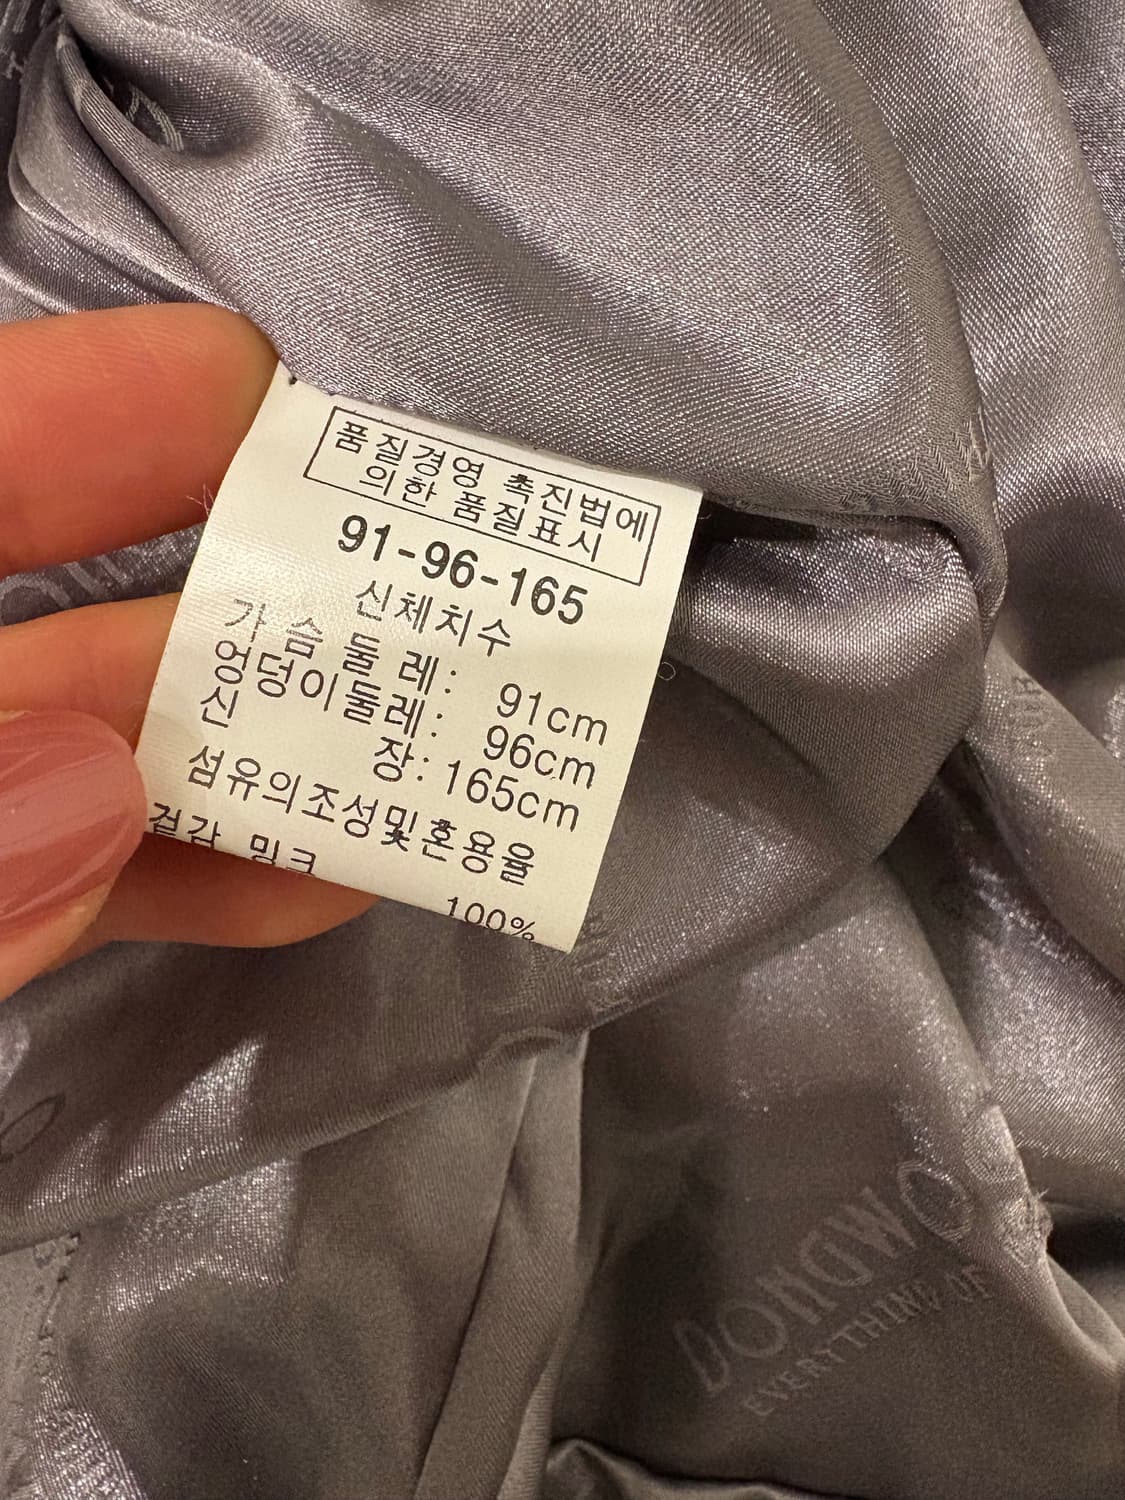 품질경영 촉진법에
의한 품질표시
91-96-165
신체치수
가 슴 둘 레: 91cm
엉덩이둘레: 96cm
신 장: 165cm
섬유의조성및혼용율
겉감 밍크
100%
DONOWO
EVERYTHING OF